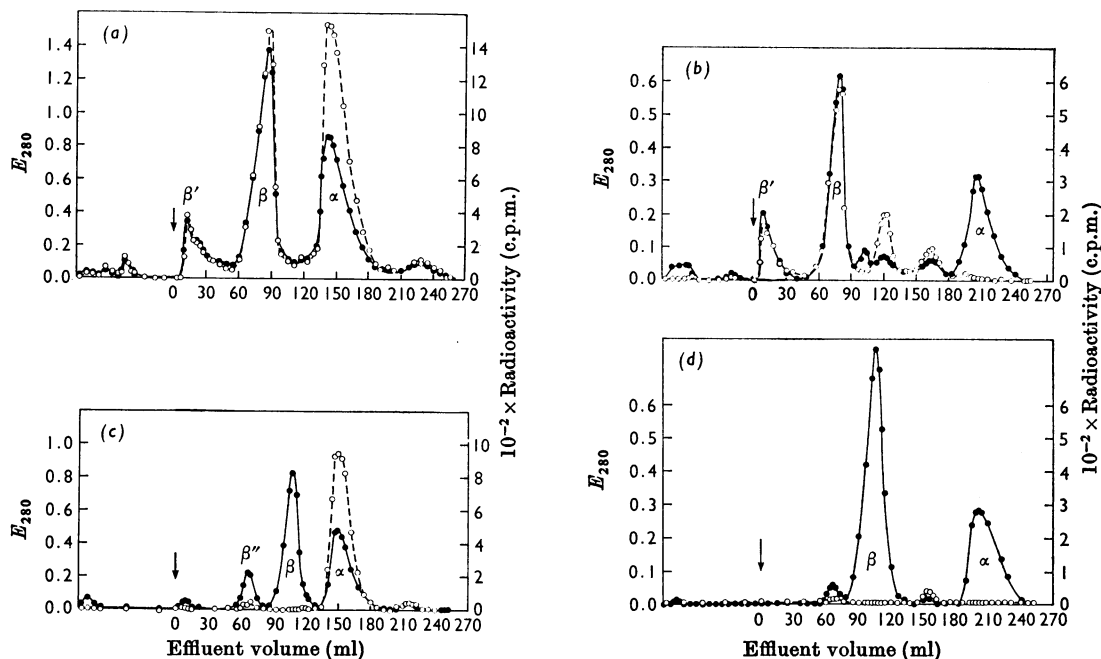 (a)
1.4
1.2
1.0
0.8
0.6
0.4
0.2
0.0
E₂₈₀
β′
β
α
14
12
10
8
6
4
2
0
0 30 60 90 120 150 180 210 240 270
(b)
0.6
0.5
0.4
0.3
0.2
0.1
0.0
E₂₈₀
β′
β
α
6
5
4
3
2
1
0
0 30 60 90 120 150 180 210 240 270
10⁻² × Radioactivity (c.p.m.)
10⁻² × Radioactivity (c.p.m.)
(c)
1.0
0.8
0.6
0.4
0.2
0.0
E₂₈₀
β″
β
α
10
8
6
4
2
0
0 30 60 90 120 150 180 210 240 270
Effluent volume (ml)
(d)
0.6
0.5
0.4
0.3
0.2
0.1
0.0
E₂₈₀
β
α
6
5
4
3
2
1
0
0 30 60 90 120 150 180 210 240 270
Effluent volume (ml)